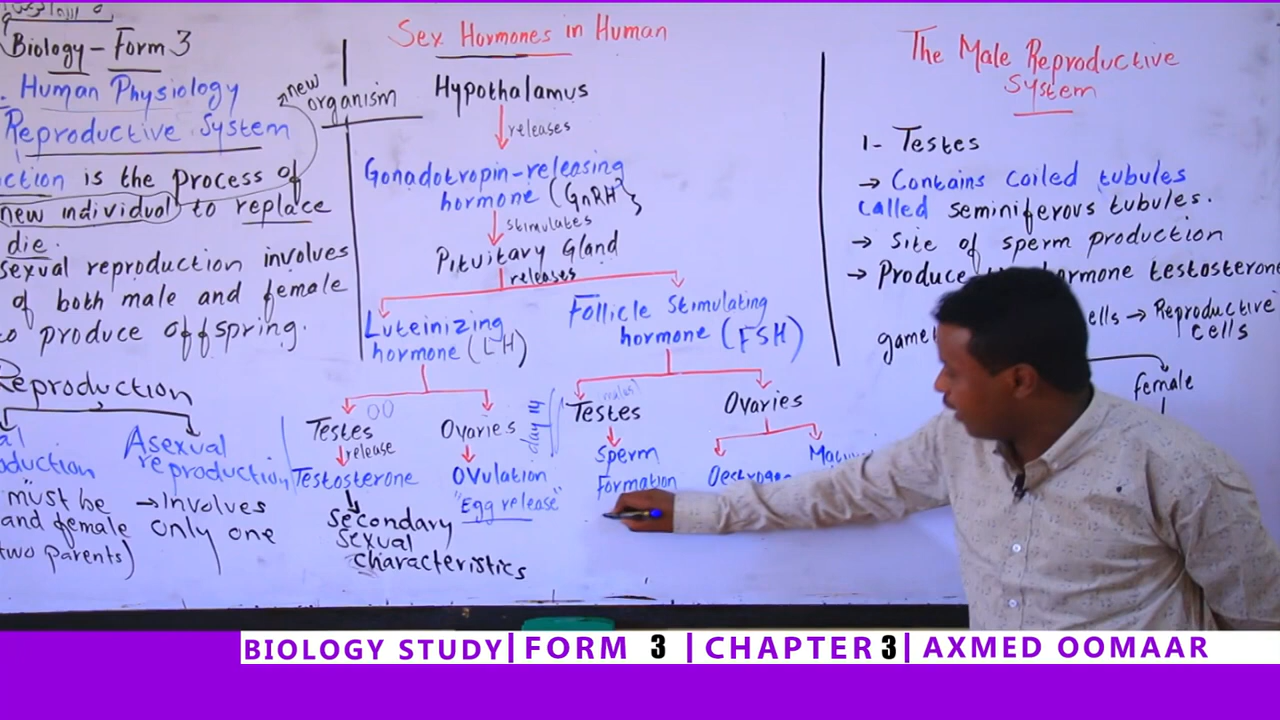 Biology - Form 3
Human Physiology
Reproductive System
new
organism
is the process of
new individual to replace
die.
sexual reproduction involves
of both male and female
to produce offspring.
Reproduction
Asexual
reproduction
must be
and female
two parents)
→ Involves
only one
Sex Hormones in Human
Hypothalamus
releases
Gonadotropin-releasing
hormone (GnRH)
stimulates
Pituitary Gland
releases
Luteinizing
hormone (LH)
Testes
release
Testosterone
Secondary
sexual
characteristics
Ovaries
Ovulation
"Egg release"
day 14
Follicle stimulating
hormone (FSH)
Testes
Sperm
Formation
Ovaries
Oestrogen
The Male Reproductive
System
1- Testes
→ Contains coiled tubules
called seminiferous tubules.
→ Site of sperm production
→ Produce hormone testosterone
→ Reproductive
cells
female
BIOLOGY STUDY | FORM 3 | CHAPTER 3 | AXMED OOMAAR